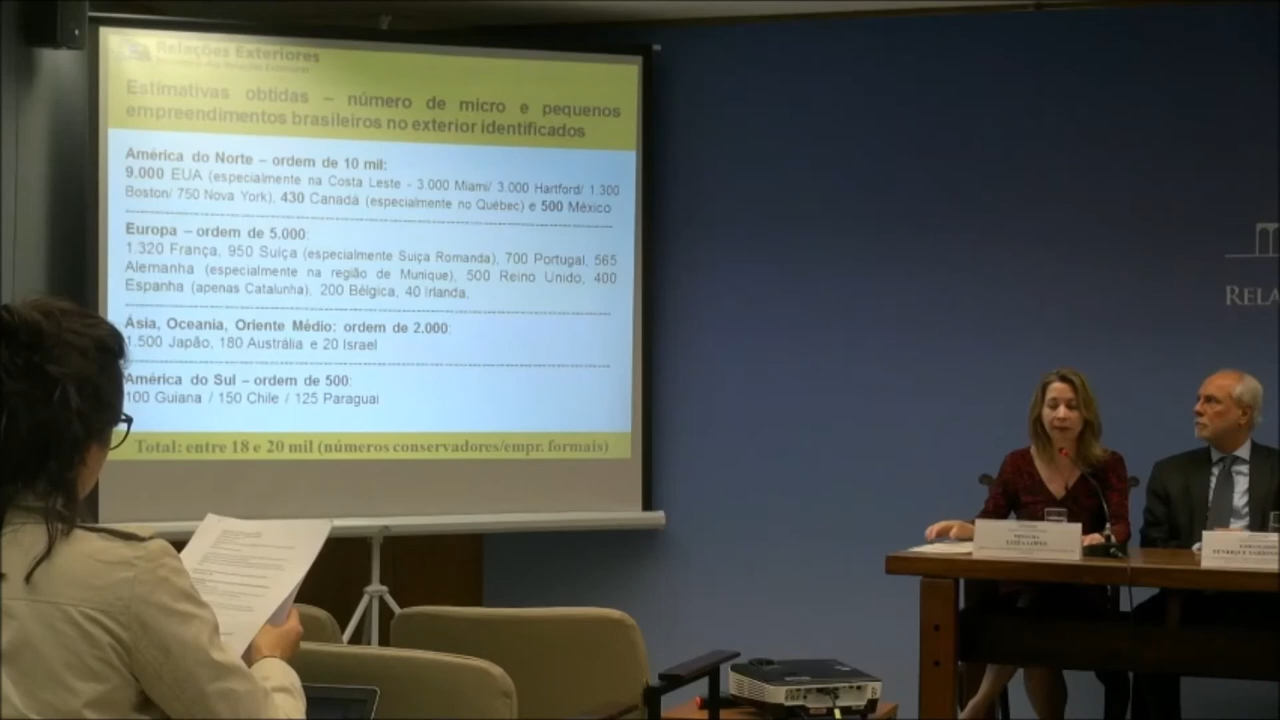 Relações Exteriores
Estimativas obtidas – número de micro e pequenos
empreendimentos brasileiros no exterior identificados
América do Norte – ordem de 10 mil:
9.000 EUA (especialmente na Costa Leste - 3.000 Miami/ 3.000 Hartford/ 1.300
Boston/ 750 Nova York), 430 Canadá (especialmente no Québec) e 500 México
Europa – ordem de 5.000:
1.320 França, 950 Suíça (especialmente Suíça Romanda), 700 Portugal, 565
Alemanha (especialmente na região de Munique), 500 Reino Unido, 400
Espanha (apenas Catalunha), 200 Bélgica, 40 Irlanda,
Ásia, Oceania, Oriente Médio: ordem de 2.000:
1.500 Japão, 180 Austrália e 20 Israel
América do Sul – ordem de 500:
100 Guiana / 150 Chile / 125 Paraguai
Total: entre 18 e 20 mil (números conservadores/empr. formais)
RELA
LUIZA LOPES
HENRIQUE